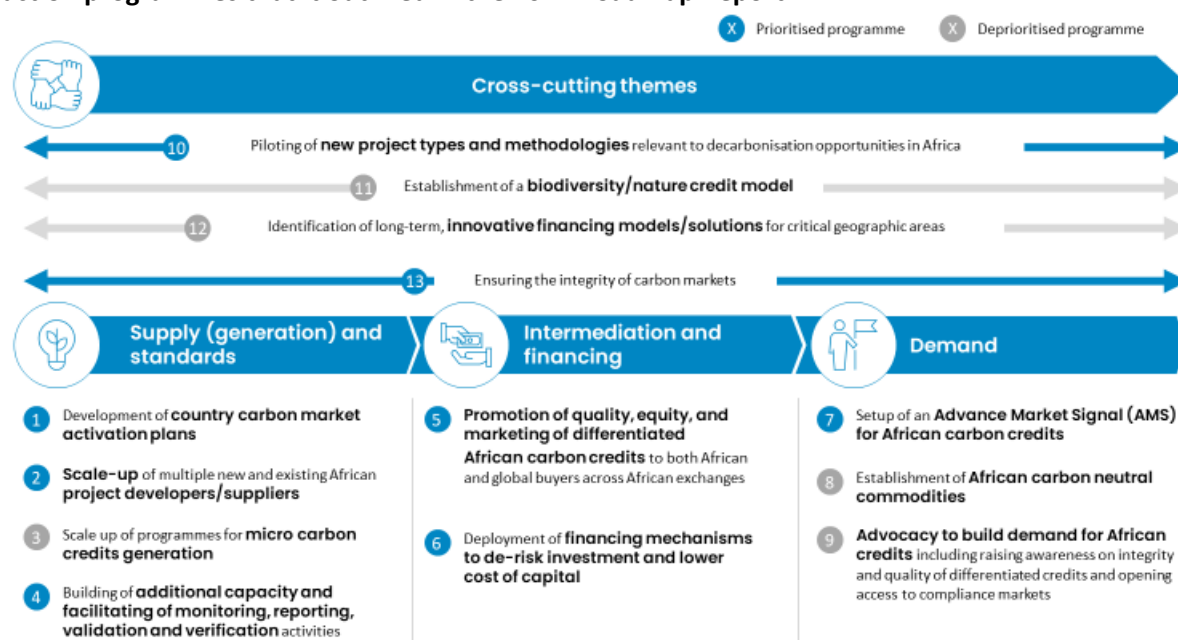 X Prioritised programme
X Deprioritised programme
Cross-cutting themes
10 Piloting of new project types and methodologies relevant to decarbonisation opportunities in Africa
11 Establishment of a biodiversity/nature credit model
12 Identification of long-term, innovative financing models/solutions for critical geographic areas
13 Ensuring the integrity of carbon markets
Supply (generation) and
standards
1 Development of country carbon market
activation plans
2 Scale-up of multiple new and existing African
project developers/suppliers
3 Scale up of programmes for micro carbon
credits generation
4 Building of additional capacity and
facilitating of monitoring, reporting,
validation and verification activities
Intermediation and
financing
5 Promotion of quality, equity, and
marketing of differentiated
African carbon credits to both African
and global buyers across African exchanges
6 Deployment of financing mechanisms
to de-risk investment and lower
cost of capital
Demand
7 Setup of an Advance Market Signal (AMS)
for African carbon credits
8 Establishment of African carbon neutral
commodities
9 Advocacy to build demand for African
credits including raising awareness on integrity
and quality of differentiated credits and opening
access to compliance markets